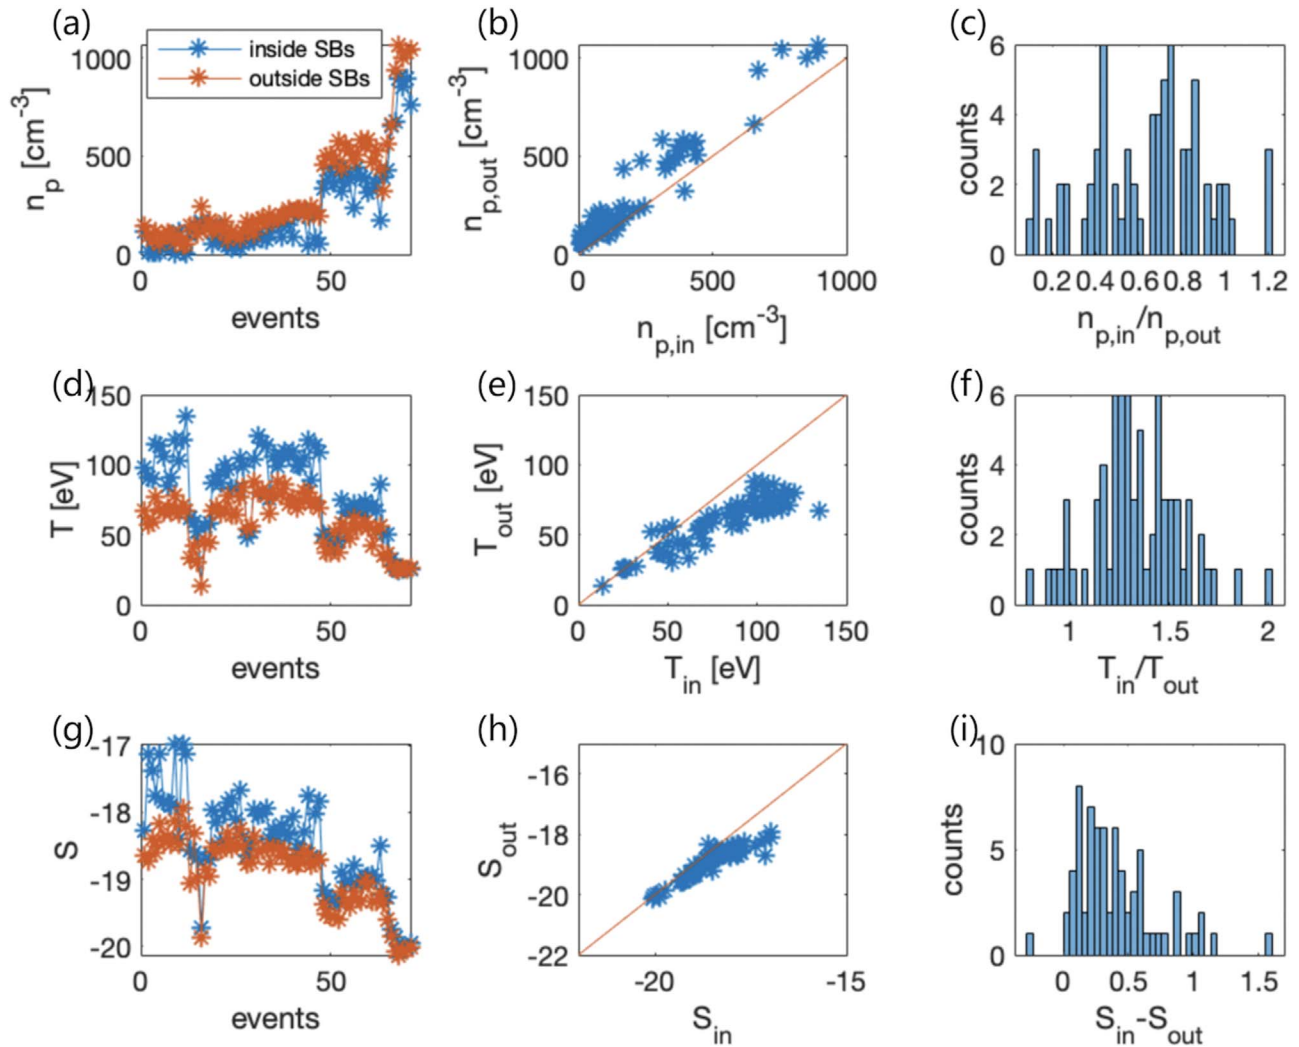 (a)
inside SBs
outside SBs
1000
500
0
0
50
n_p [cm^-3]
events
(b)
1000
500
0
0
500
1000
n_p,out [cm^-3]
n_p,in [cm^-3]
(c)
6
4
2
0
0.2
0.4
0.6
0.8
1
1.2
counts
n_p,in/n_p,out
(d)
150
100
50
0
0
50
T [eV]
events
(e)
150
100
50
0
0
50
100
150
T_out [eV]
T_in [eV]
(f)
6
4
2
0
1
1.5
2
counts
T_in/T_out
(g)
-17
-18
-19
-20
0
50
S
events
(h)
-16
-18
-20
-22
-20
-15
S_out
S_in
(i)
10
5
0
0
0.5
1
1.5
counts
S_in-S_out